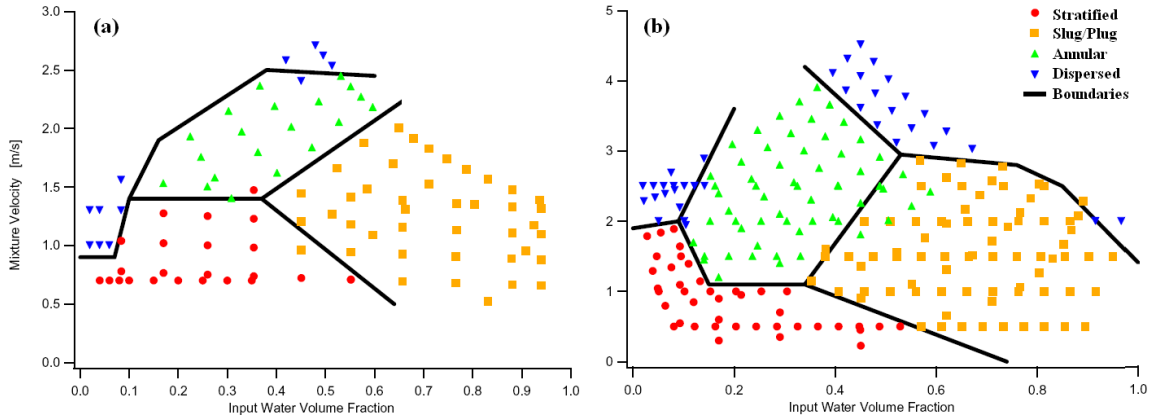 (a)
3.0
2.5
2.0
1.5
1.0
0.5
0.0
Mixture Velocity [m/s]
0.0 0.1 0.2 0.3 0.4 0.5 0.6 0.7 0.8 0.9 1.0
Input Water Volume Fraction
(b)
5
4
3
2
1
0
0.0 0.2 0.4 0.6 0.8 1.0
Input Water Volume Fraction
Stratified
Slug/Plug
Annular
Dispersed
Boundaries